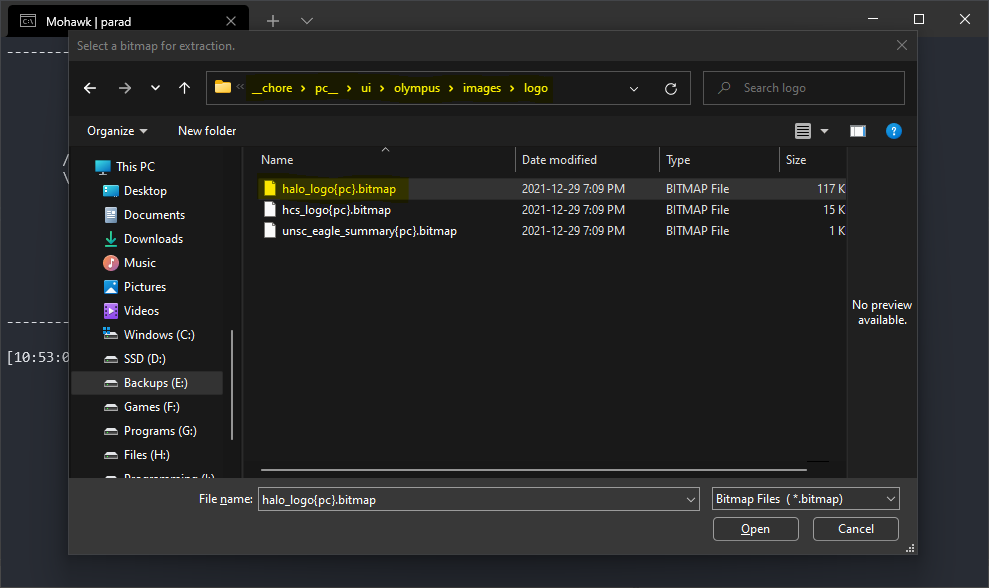 Mohawk | parad
Select a bitmap for extraction.
« __chore > pc__ > ui > olympus > images > logo
Search logo
Organize
New folder
Name
Date modified
Type
Size
This PC
Desktop
Documents
Downloads
Music
Pictures
Videos
Windows (C:)
SSD (D:)
Backups (E:)
Games (F:)
Programs (G:)
Files (H:)
halo_logo{pc}.bitmap 2021-12-29 7:09 PM BITMAP File 117 K
hcs_logo{pc}.bitmap 2021-12-29 7:09 PM BITMAP File 15 K
unsc_eagle_summary{pc}.bitmap 2021-12-29 7:09 PM BITMAP File 1 K
No preview
available.
[10:53:0
File name: halo_logo{pc}.bitmap
Bitmap Files (*.bitmap)
Open
Cancel